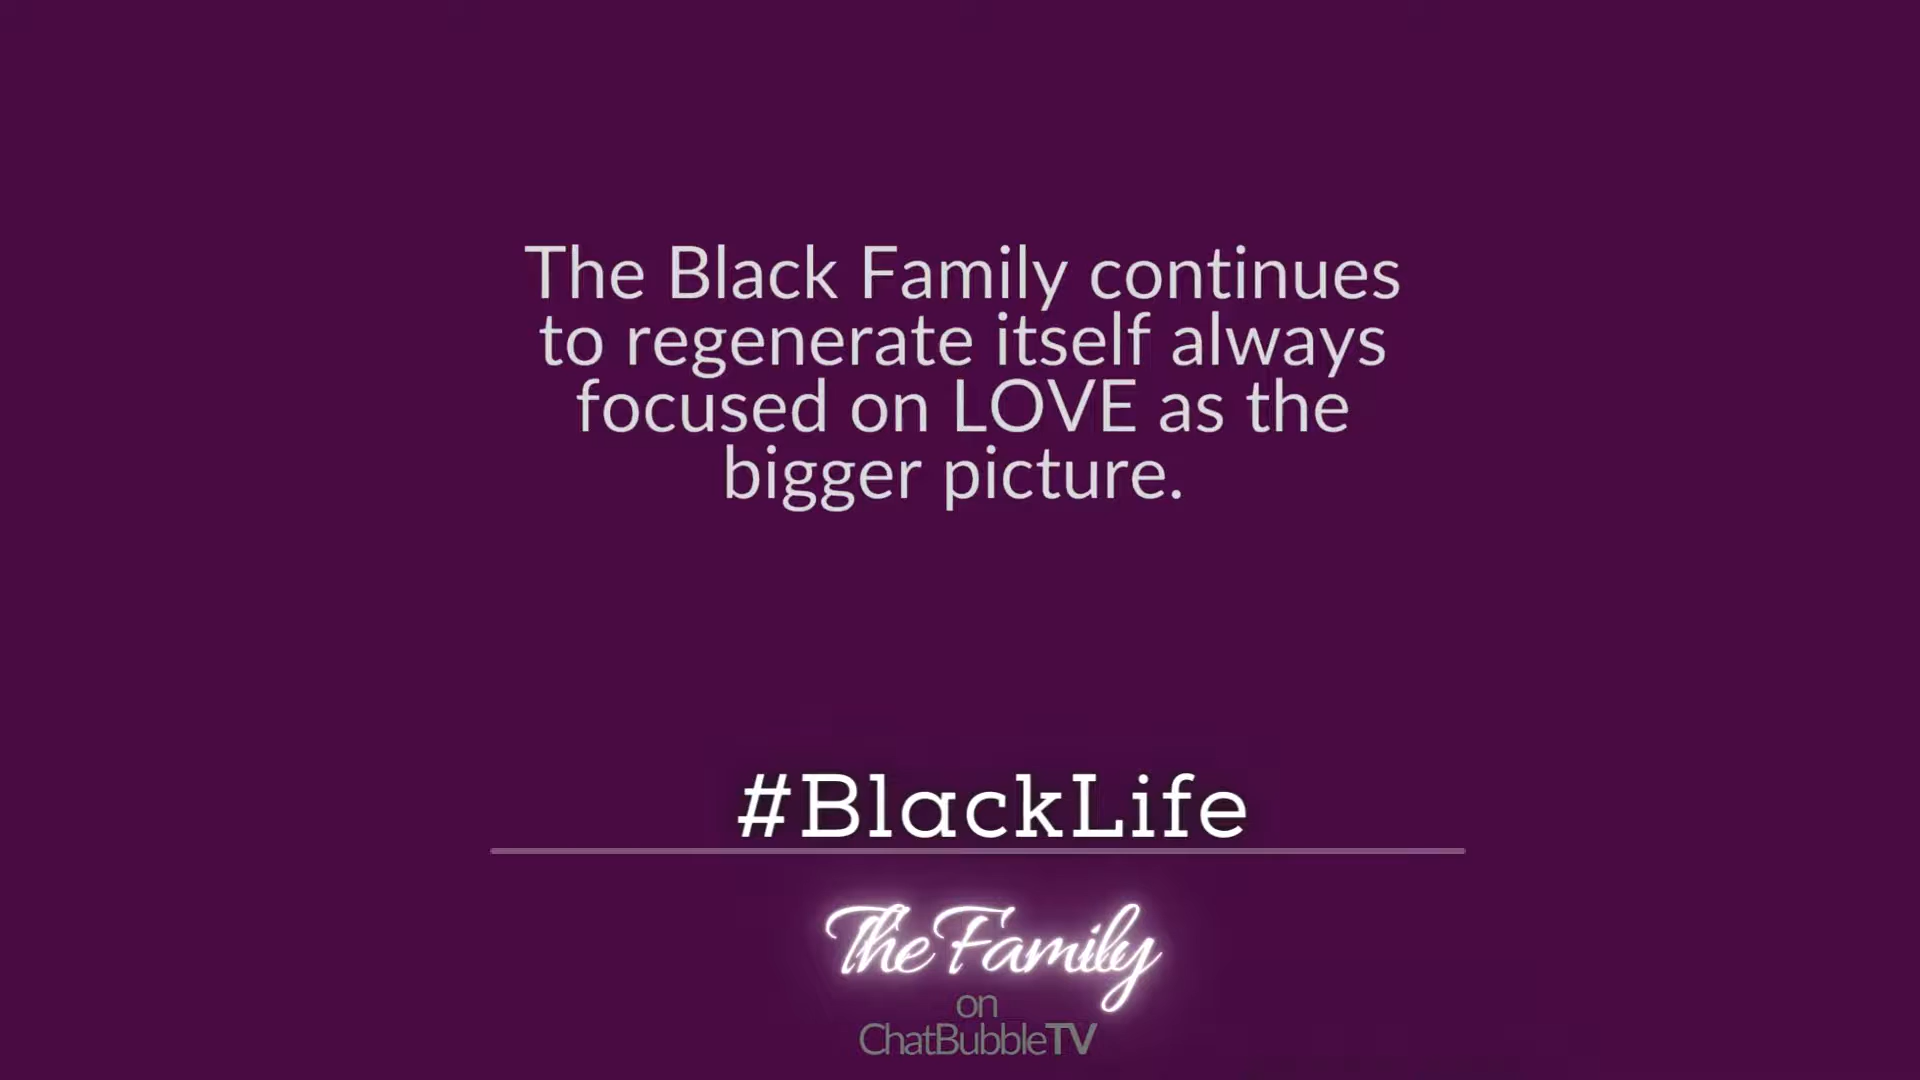 The Black Family continues
to regenerate itself always
focused on LOVE as the
bigger picture.
#BlackLife
The Family
on
ChatBubbleTV